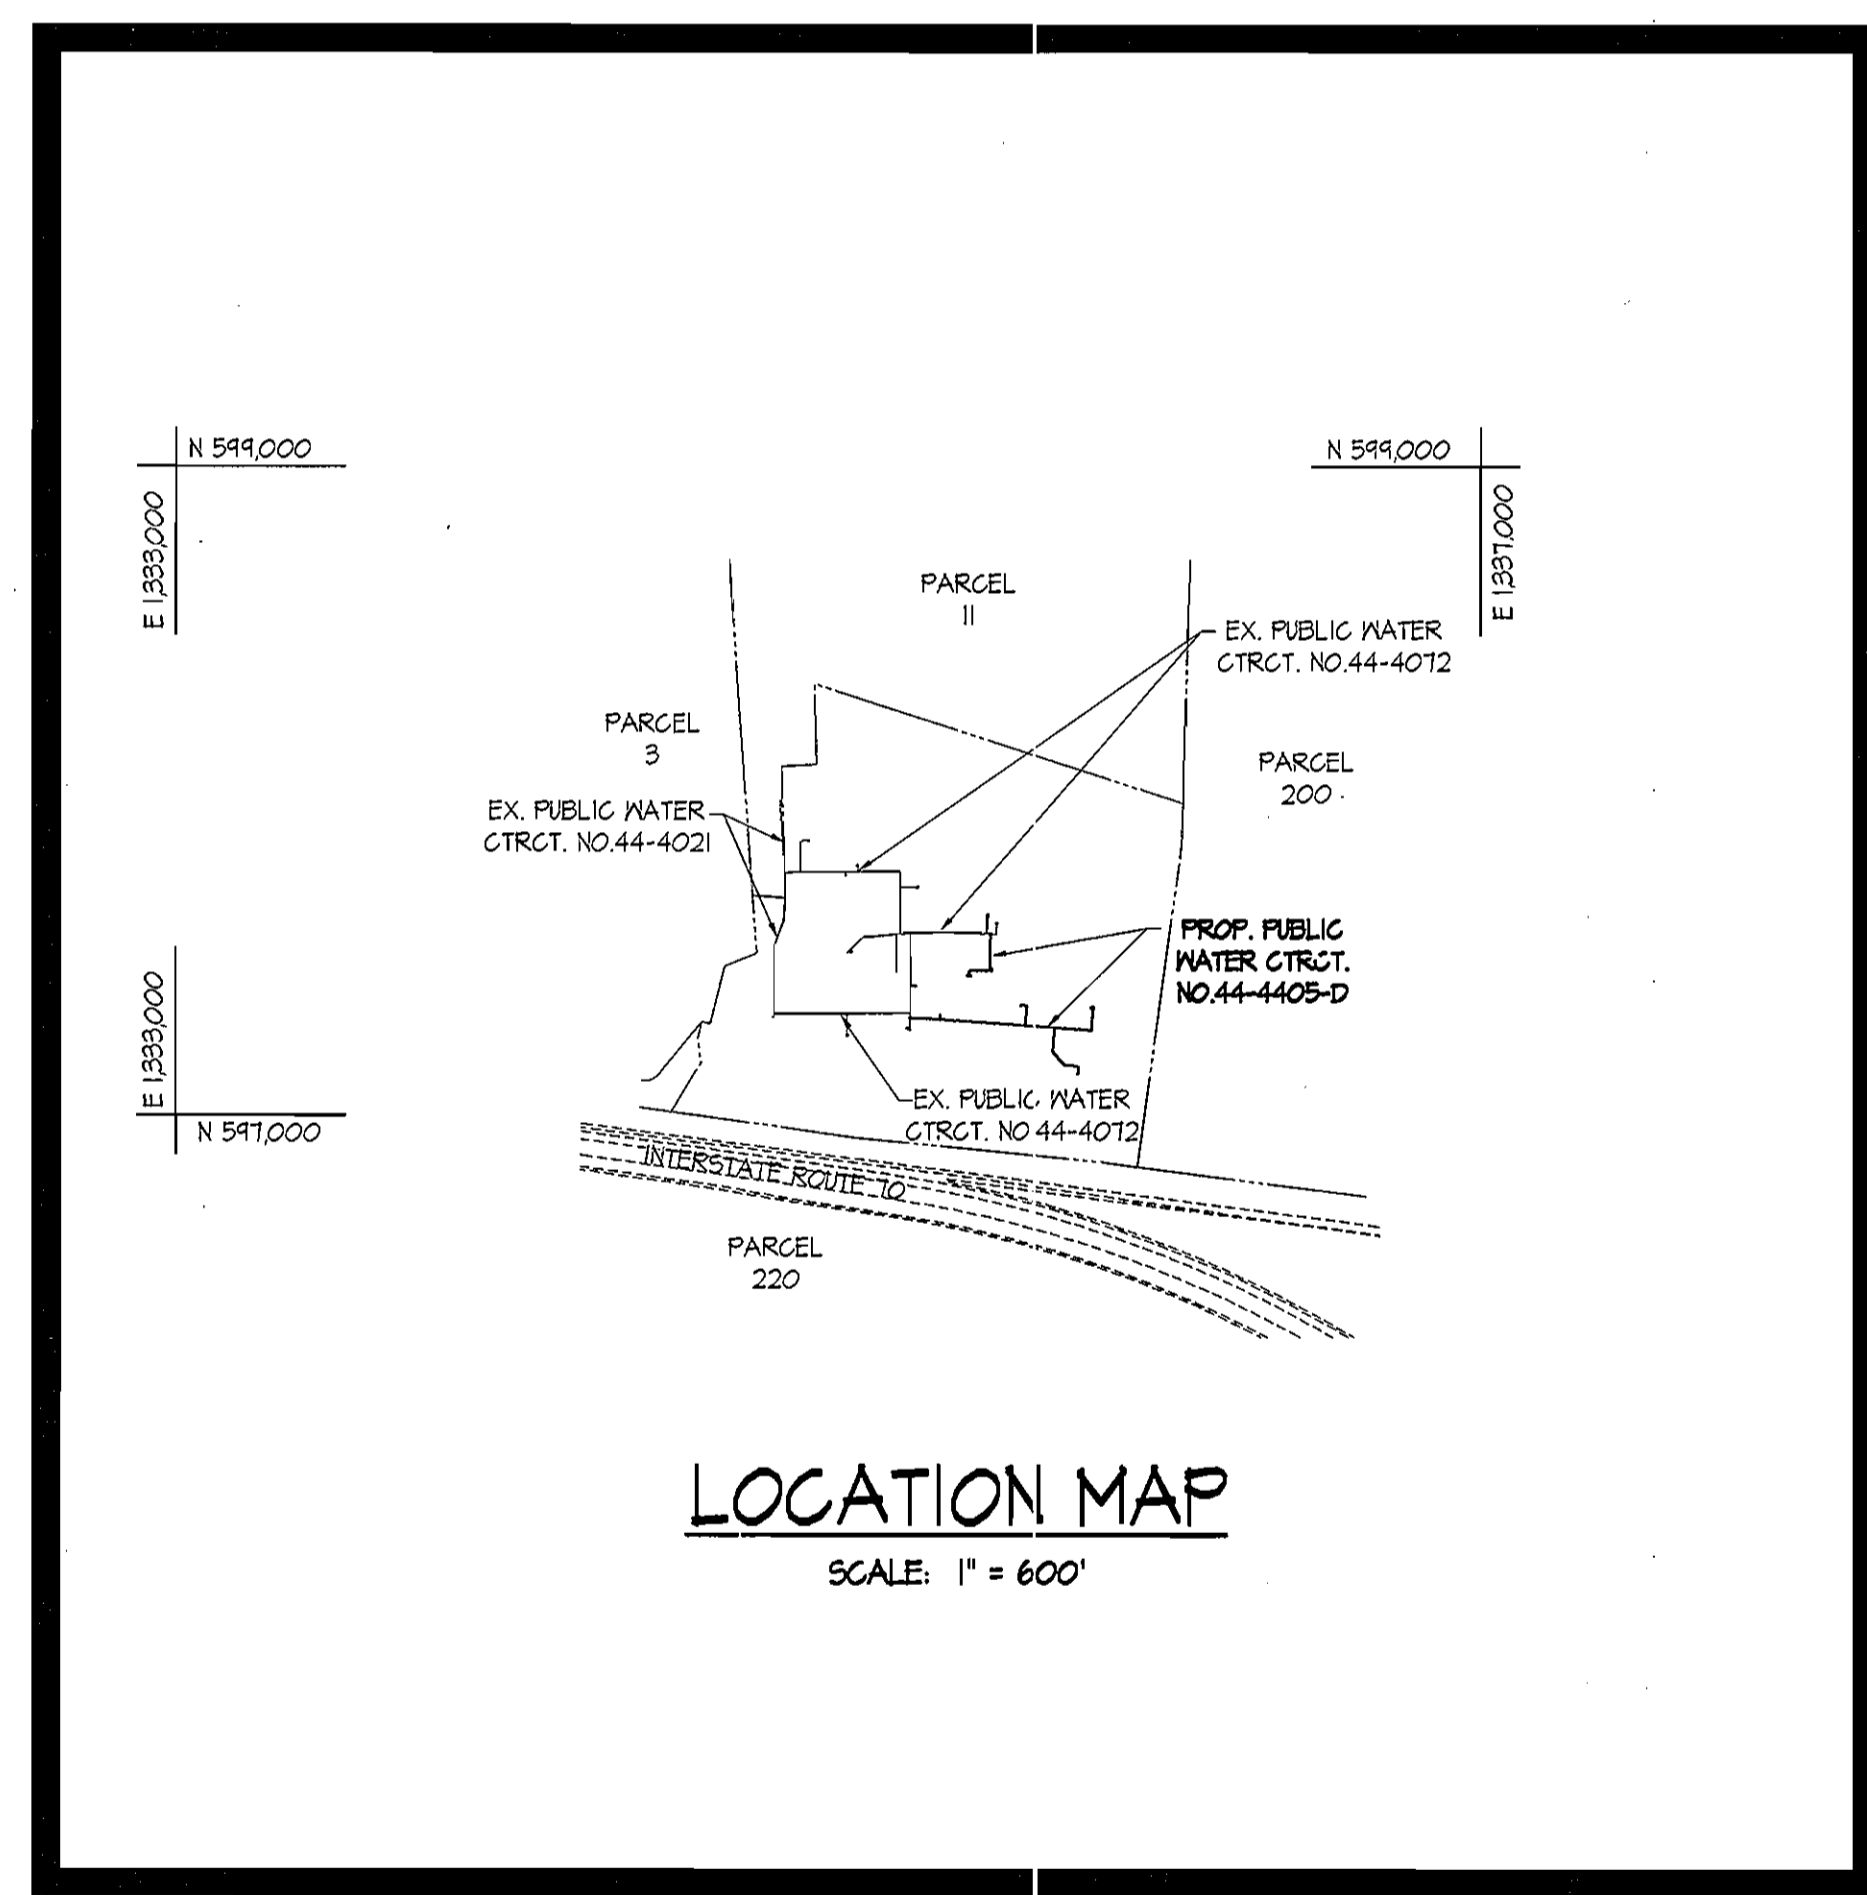 N 599,000
E 1,333,000
N 599,000
E 1,337,000
PARCEL
11
EX. PUBLIC WATER
CTRCT. NO.44-4072
PARCEL
3
PARCEL
200
EX. PUBLIC WATER
CTRCT. NO.44-4021
PROP. PUBLIC
WATER CTRCT.
NO.44-4405-D
E 1,333,000
N 597,000
EX. PUBLIC WATER
CTRCT. NO 44-4072
INTERSTATE ROUTE 70
PARCEL
220
LOCATION MAP
SCALE: 1" = 600'